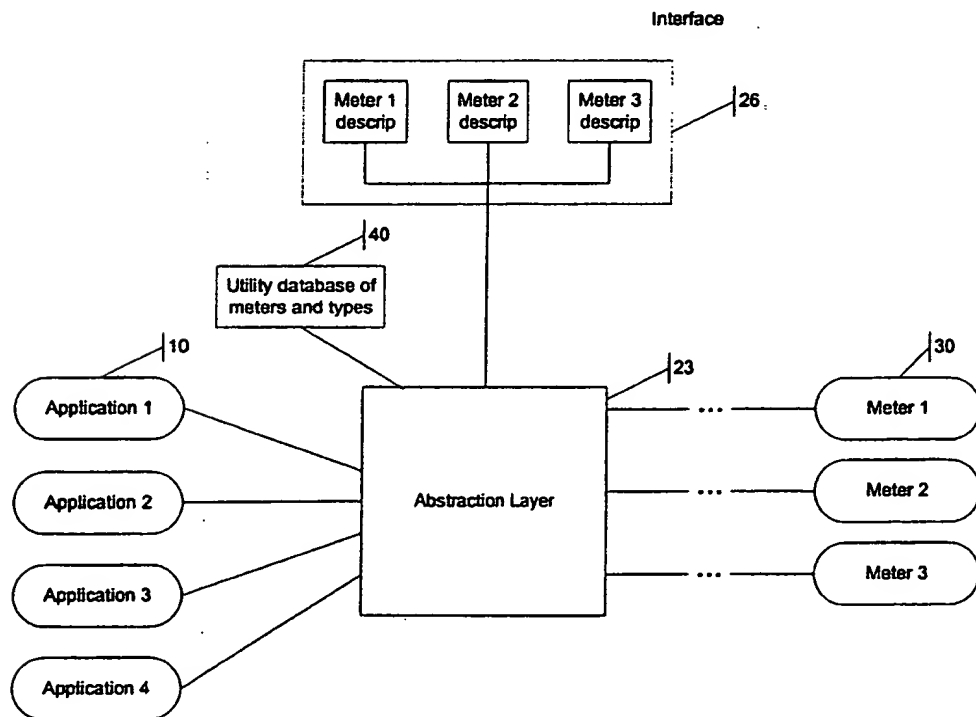 Interface
Meter 1
descrip
Meter 2
descrip
Meter 3
descrip
26
40
Utility database of
meters and types
10
23
30
Application 1
Application 2
Application 3
Application 4
Abstraction Layer
...
Meter 1
...
Meter 2
...
Meter 3